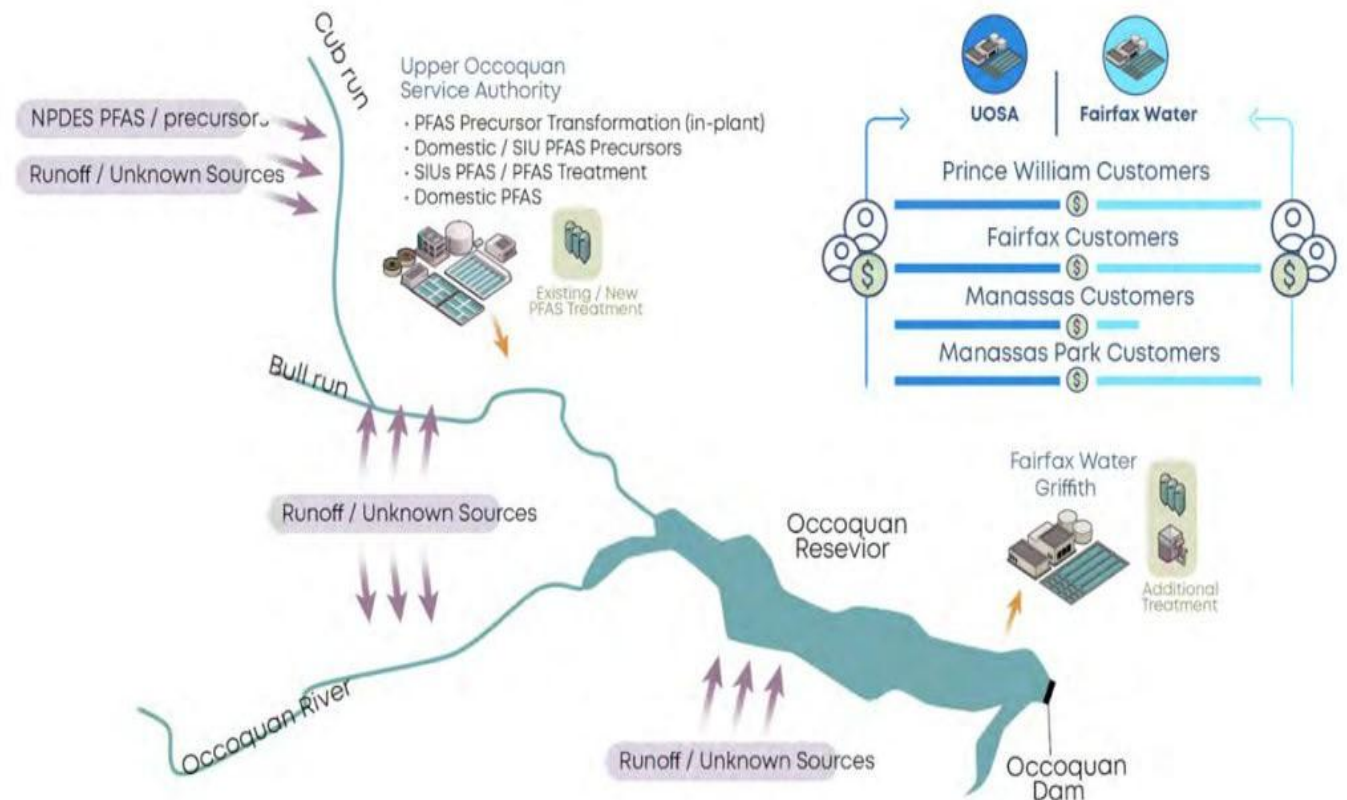 Cub run
NPDES PFAS / precursors
Runoff / Unknown Sources
Upper Occoquan
Service Authority
· PFAS Precursor Transformation (in-plant)
· Domestic / SIU PFAS Precursors
· SIUs PFAS / PFAS Treatment
· Domestic PFAS
Existing / New
PFAS Treatment
UOSA
Fairfax Water
Prince William Customers
$
Fairfax Customers
$
$
$
Manassas Customers
$
Manassas Park Customers
$
Bull run
Runoff / Unknown Sources
Occoquan River
Occoquan
Resevior
Fairfax Water
Griffith
Additional
Treatment
Runoff / Unknown Sources
Occoquan
Dam